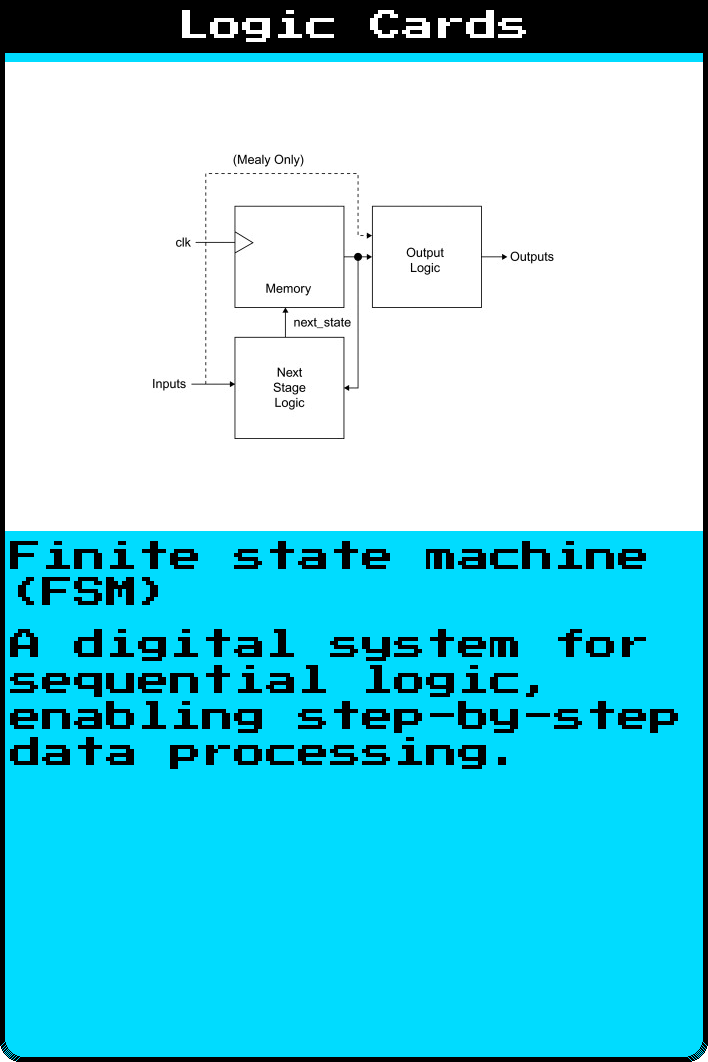 Logic Cards
(Mealy Only)
clk
Memory
Output
Logic
Outputs
next_state
Inputs
Next
Stage
Logic
Finite state machine
(FSM)
A digital system for
sequential logic,
enabling step-by-step
data processing.